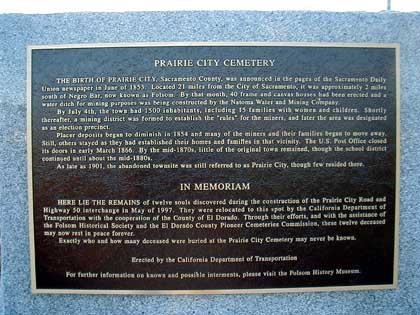 PRAIRIE CITY CEMETERY
THE BIRTH OF PRAIRIE CITY, Sacramento County, was announced in the pages of the Sacramento Daily
Union newspaper in June of 1853. Located 21 miles from the City of Sacramento, it was approximately 2 miles
south of Negro Bar, now known as Folsom. By that month, 40 frame and canvas houses had been erected and a
water ditch for mining purposes was being constructed by the Natoma Water and Mining Company.
By July 4th, the town had 1500 inhabitants, including 15 families with women and children. Shortly
thereafter, a mining district was formed to establish the "rules" for the miners, and later the area was designated
as an election precinct.
Placer deposits began to diminish in 1854 and many of the miners and their families began to move away.
Still, others stayed as they had established their homes and families in that vicinity. The U.S. Post Office closed
its doors in early March 1866. By the mid-1870s, little of the original town remained, though the school district
continued until about the mid-1880s.
As late as 1901, the abandoned townsite was still referred to as Prairie City, though few resided there.
IN MEMORIAM
HERE LIE THE REMAINS of twelve souls discovered during the construction of the Prairie City Road and
Highway 50 interchange in May of 1997. They were relocated to this spot by the California Department of
Transportation with the cooperation of the County of El Dorado. Through their efforts, and with the assistance of
the Folsom Historical Society and the El Dorado County Pioneer Cemeteries Commission, these twelve deceased
may now rest in peace forever.
Exactly who and how many deceased were buried at the Prairie City Cemetery may never be known.
Erected by the California Department of Transportation
For further information on known and possible interments, please visit the Folsom History Museum.